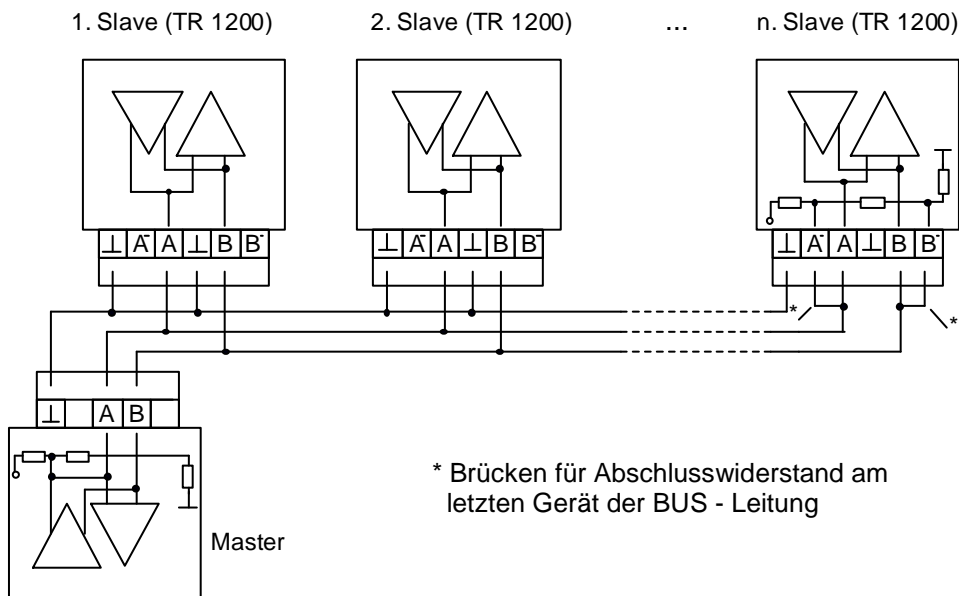 1. Slave (TR 1200) 2. Slave (TR 1200) ... n. Slave (TR 1200)
⊥ A- A ⊥ B B- ⊥ A- A ⊥ B B- ⊥ A- A ⊥ B B-
* *
⊥ A B
* Brücken für Abschlusswiderstand am
letzten Gerät der BUS - Leitung
Master